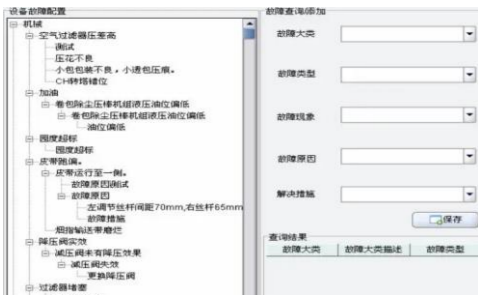 设备故障配置
机械
空气过滤器压差高
测试
压花不良
小包包装不良，小透包压痕。
CH转塔错位
加油
卷包除尘压棒机组液压油位偏低
卷包除尘压棒机组液压油位偏低
油位偏低
圆度超标
圆度超标
皮带跑偏。
皮带运行至一侧。
故障原因测试
故障原因
左调节丝杆间距70mm,右丝杆65mm
故障措施
烟指输送带磨烂
降压阀实效
减压阀未有降压效果
减压阀失效
更换降压阀
过滤器堵塞
故障查询/添加
故障大类
故障类型
故障现象
故障原因
解决措施
保存
查询结果
故障大类 故障大类描述 故障类型